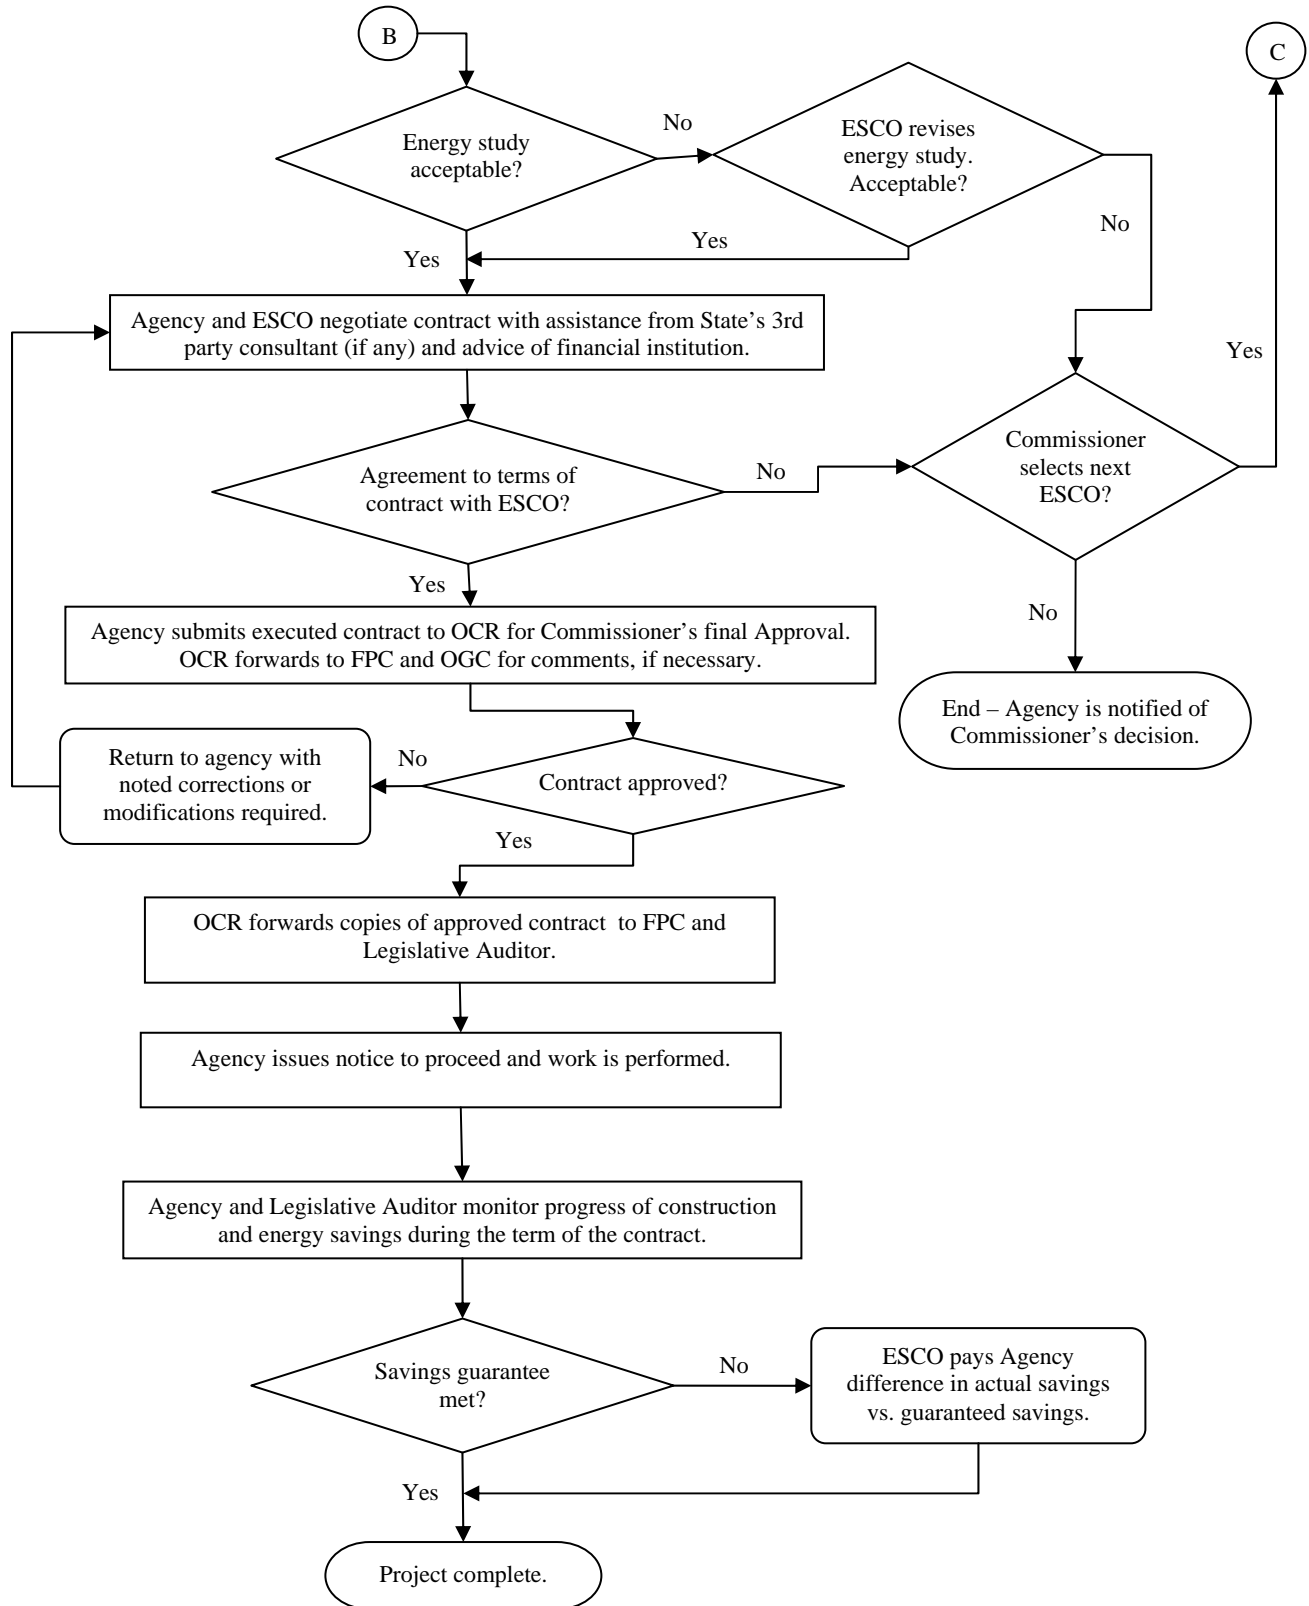 B
C
Energy study
acceptable?
No
ESCO revises
energy study.
Acceptable?
No
Yes
Yes
Agency and ESCO negotiate contract with assistance from State’s 3rd
party consultant (if any) and advice of financial institution.
Yes
Commissioner
selects next
ESCO?
Agreement to terms of
contract with ESCO?
No
Yes
No
Agency submits executed contract to OCR for Commissioner’s final Approval.
OCR forwards to FPC and OGC for comments, if necessary.
End – Agency is notified of
Commissioner’s decision.
Return to agency with
noted corrections or
modifications required.
No
Contract approved?
Yes
OCR forwards copies of approved contract  to FPC and
Legislative Auditor.
Agency issues notice to proceed and work is performed.
Agency and Legislative Auditor monitor progress of construction
and energy savings during the term of the contract.
Savings guarantee
met?
No
ESCO pays Agency
difference in actual savings
vs. guaranteed savings.
Yes
Project complete.